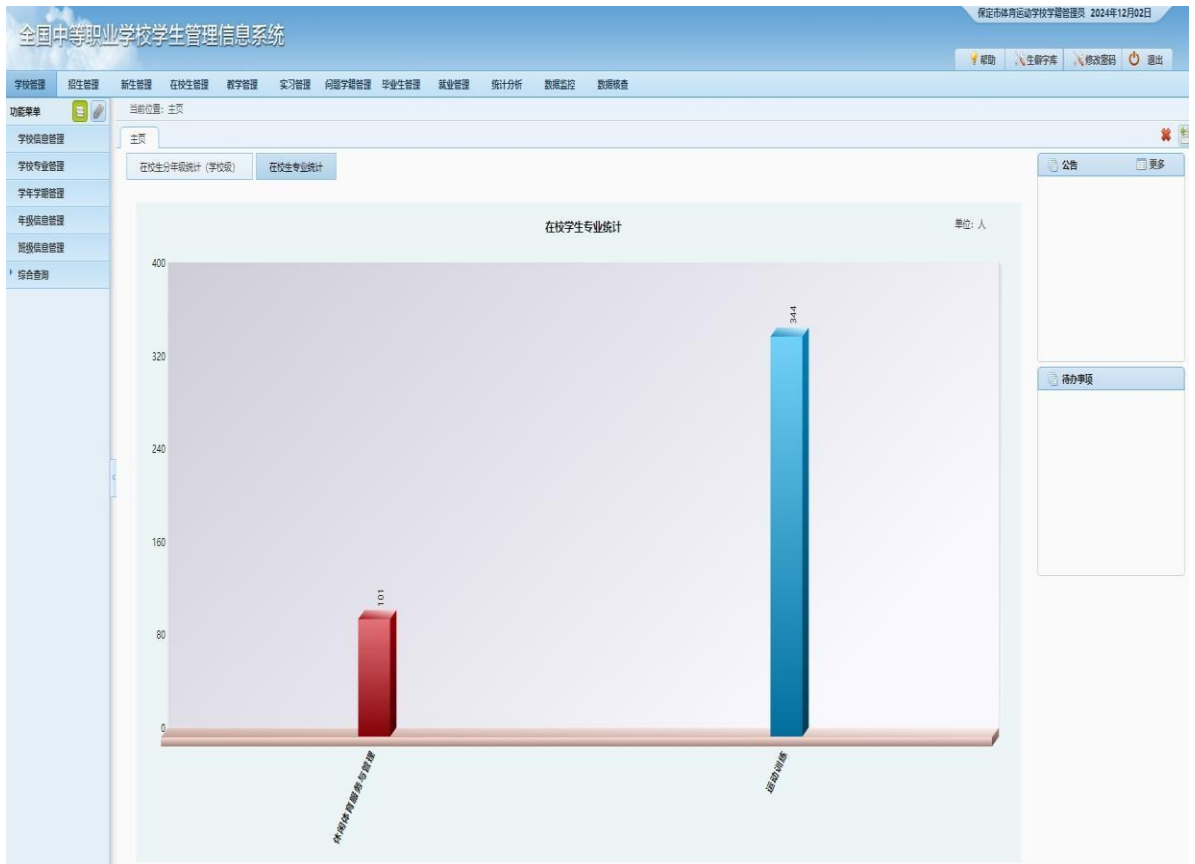 保定市体育运动学校学籍管理员 2024年12月02日
全国中等职业学校学生管理信息系统
帮助 生僻字库 修改密码 退出
学校管理 招生管理 新生管理 在校生管理 教学管理 实习管理 问题学籍管理 毕业生管理 就业管理 统计分析 数据监控 数据核查
功能菜单
当前位置: 主页
学校信息管理
主页
学校专业管理
在校生分年级统计 (学校级) 在校生专业统计
公告 更多
学年学期管理
年级信息管理
班级信息管理
综合查询
在校学生专业统计
单位: 人
400
344
320
待办事项
240
160
101
80
0
休闲体育服务与管理
运动训练